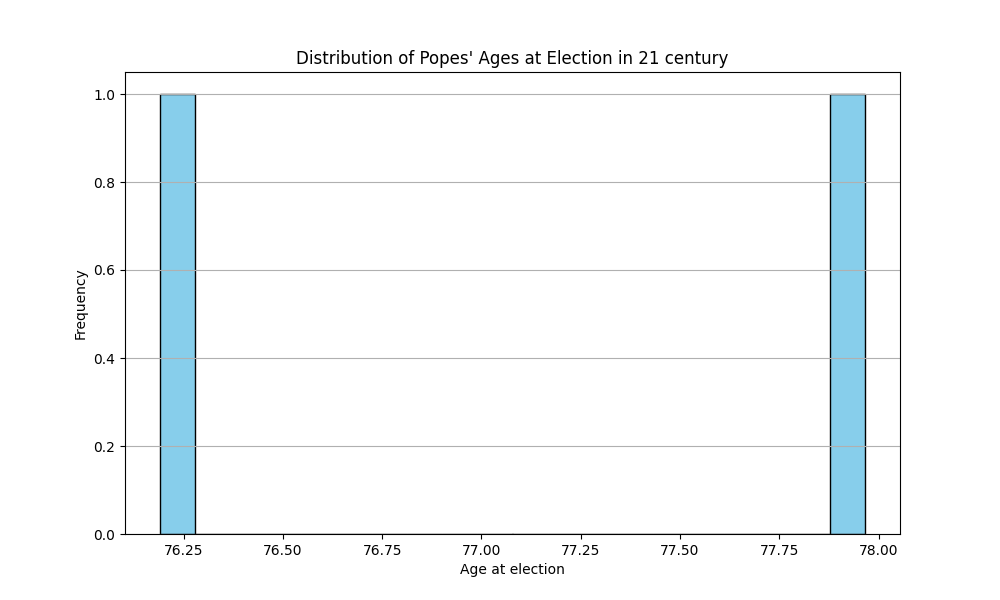 Distribution of Popes' Ages at Election in 21 century
1.0
0.8
0.6
0.4
0.2
0.0
Frequency
76.25 76.50 76.75 77.00 77.25 77.50 77.75 78.00
Age at election